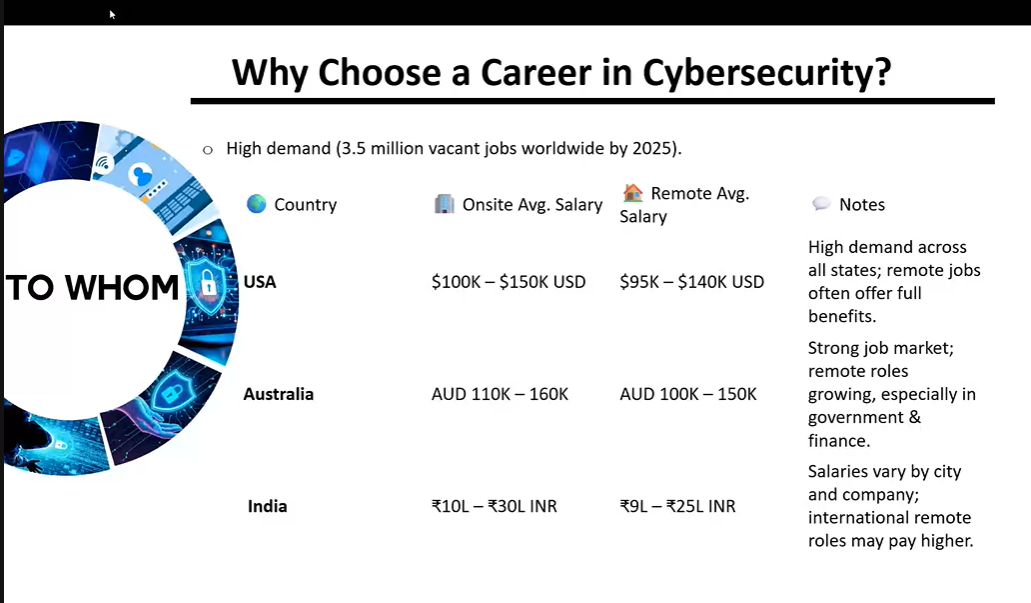 Why Choose a Career in Cybersecurity?
○ High demand (3.5 million vacant jobs worldwide by 2025).
TO WHOM
Country
Onsite Avg. Salary
Remote Avg.
Salary
Notes
USA
$100K – $150K USD
$95K – $140K USD
High demand across
all states; remote jobs
often offer full
benefits.
Australia
AUD 110K – 160K
AUD 100K – 150K
Strong job market;
remote roles
growing, especially in
government &
finance.
India
₹10L – ₹30L INR
₹9L – ₹25L INR
Salaries vary by city
and company;
international remote
roles may pay higher.